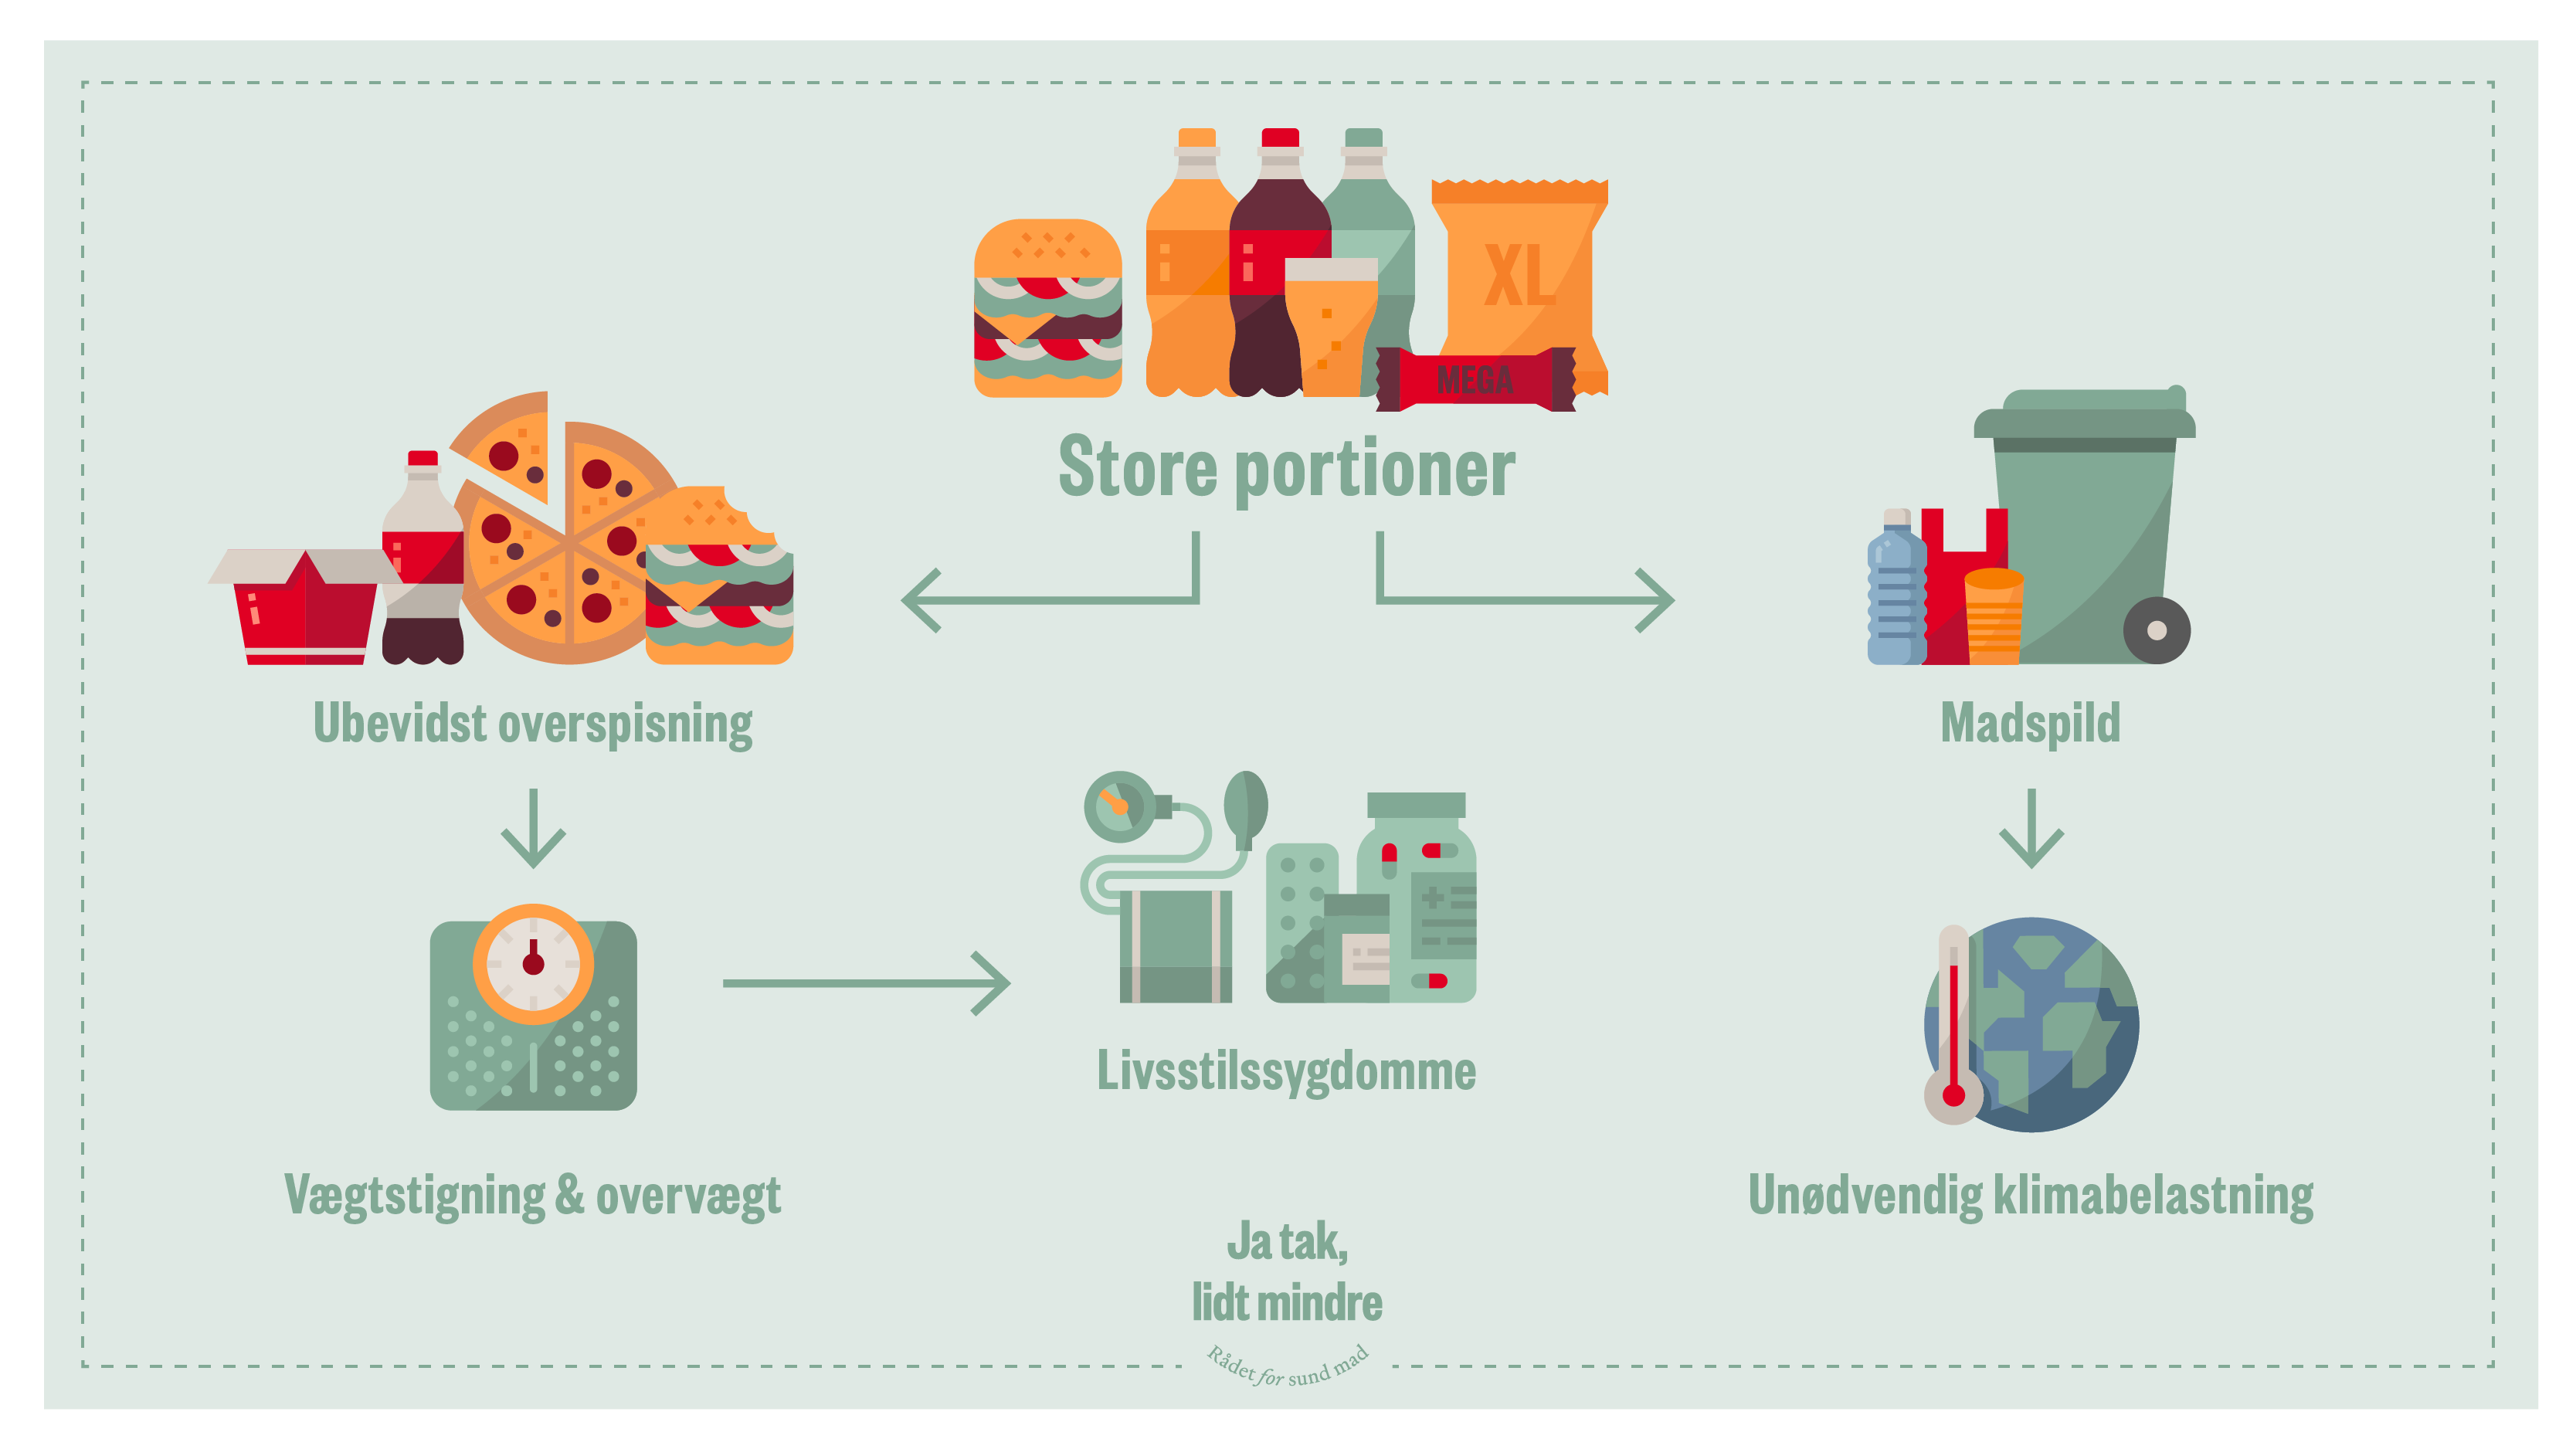 XL
MEGA
Store portioner
Ubevidst overspisning
Madspild
Livsstilssygdomme
Vægtstigning & overvægt
Unødvendig klimabelastning
Ja tak,
lidt mindre
Rådet for sund mad